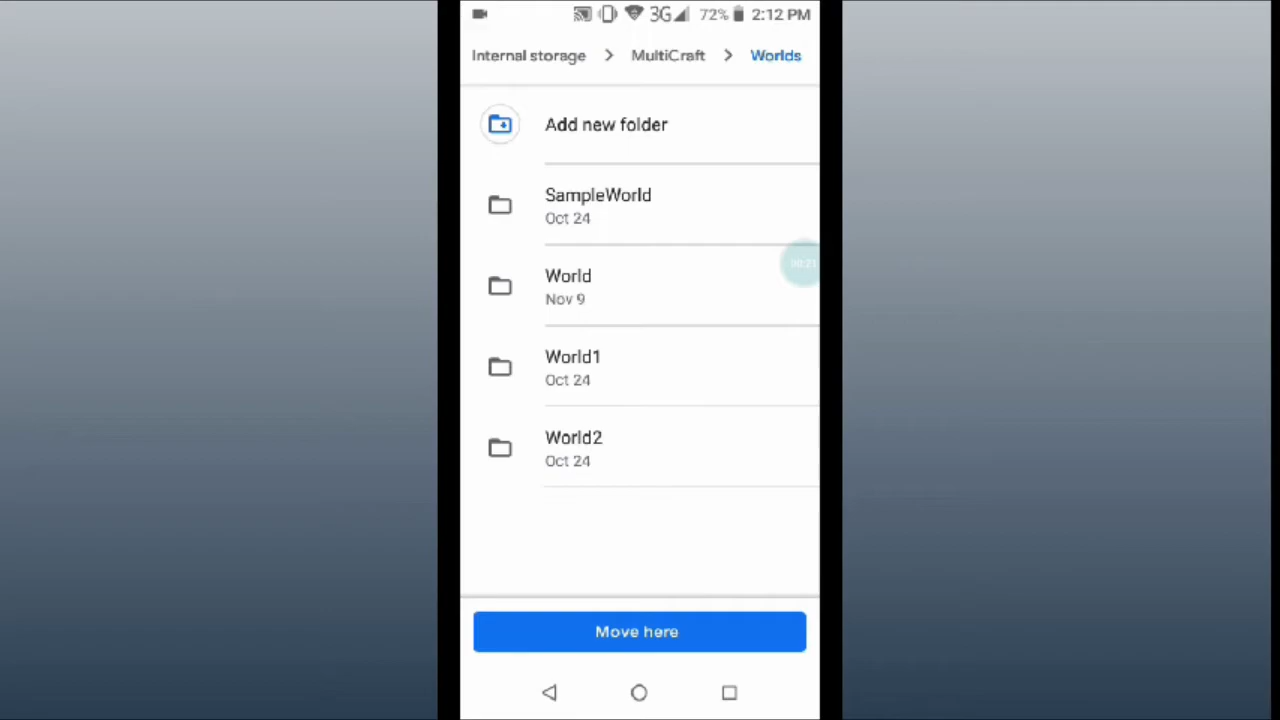 3G 72% 2:12 PM
Internal storage > MultiCraft > Worlds
Add new folder
SampleWorld
Oct 24
World
Nov 9
World1
Oct 24
World2
Oct 24
Move here